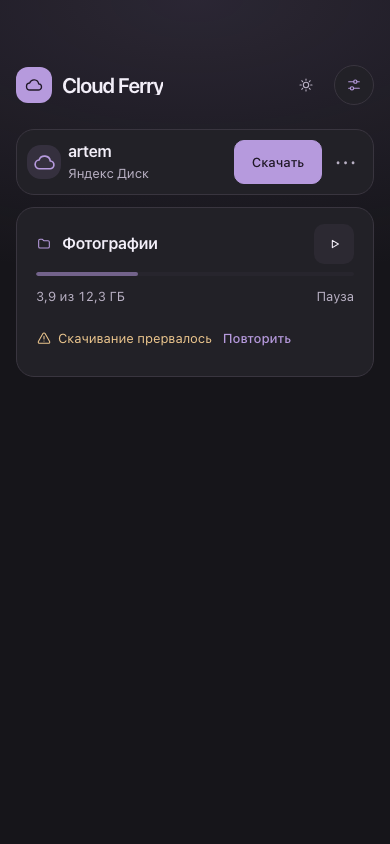 Cloud Ferry
artem
Яндекс Диск
Скачать
Фотографии
3,9 из 12,3 ГБ
Пауза
Скачивание прервалось
Повторить